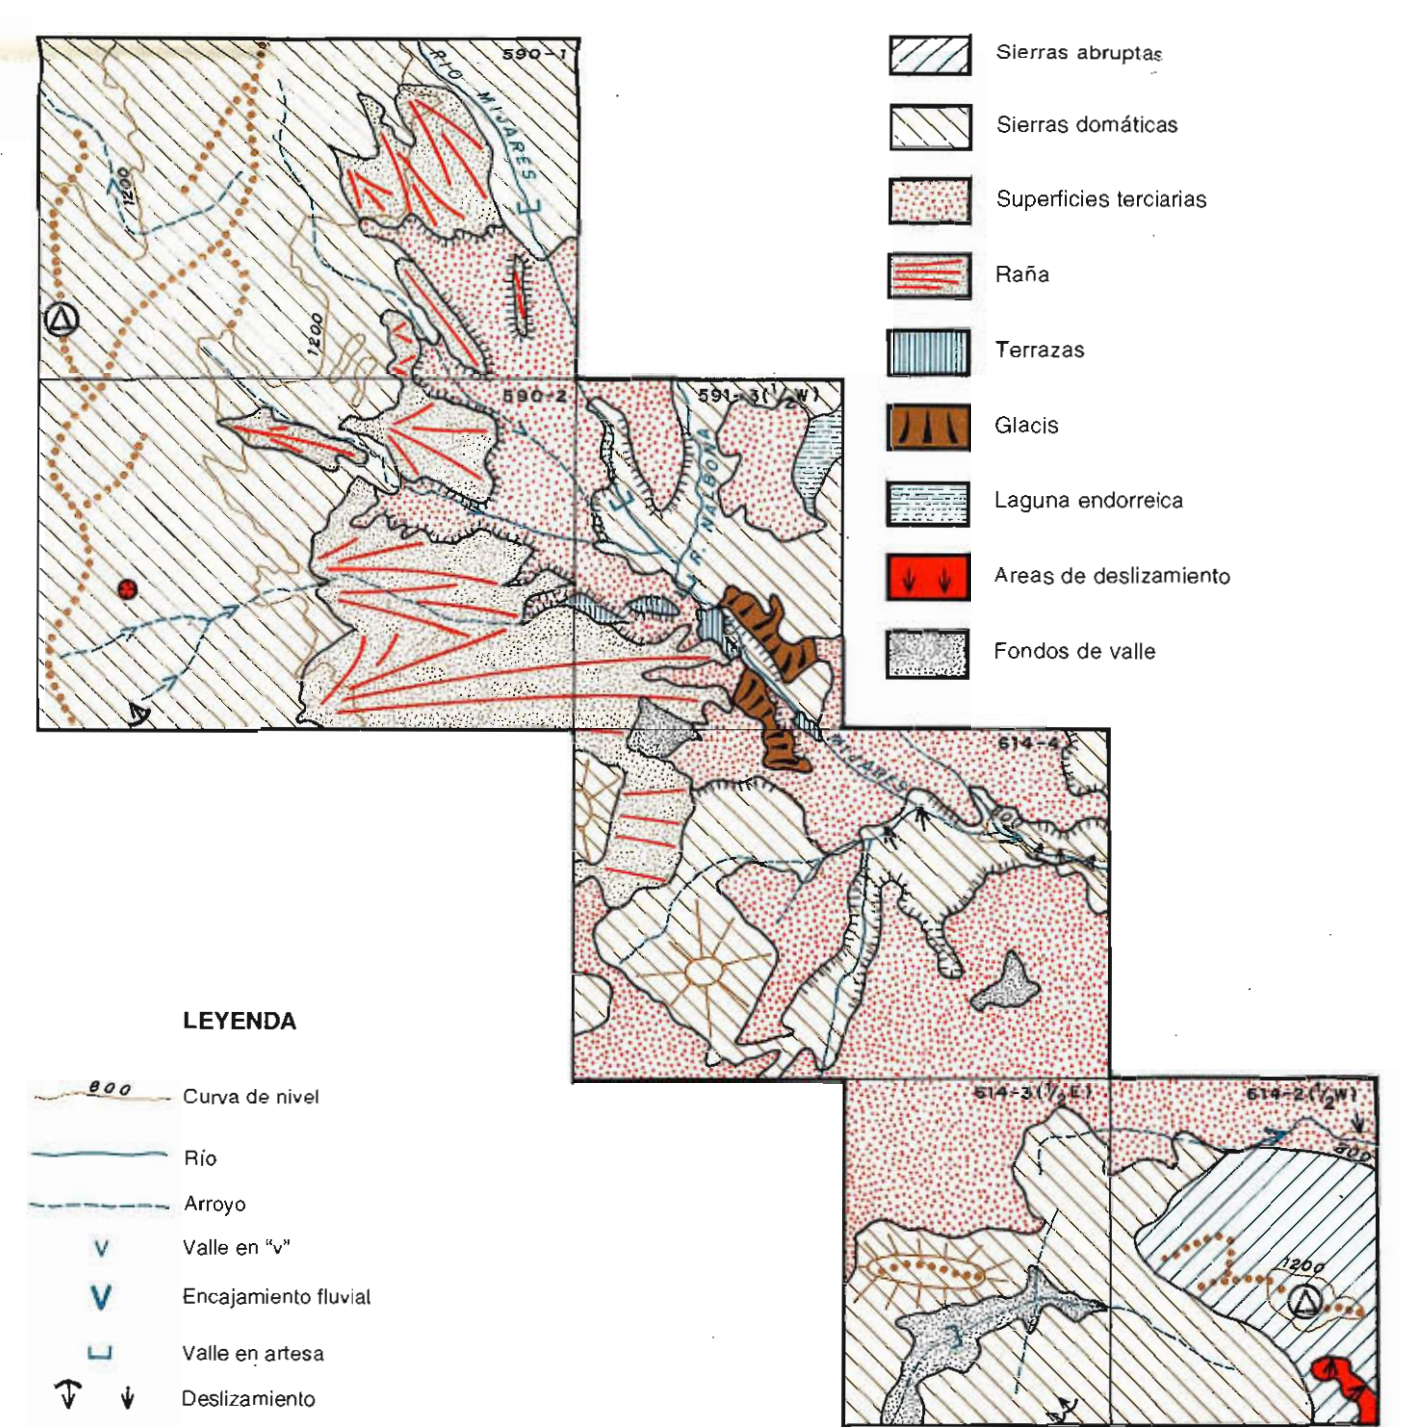 590-1
RIO MIJARES
1200
1200
590-2
591-3(½W)
R. NALBONA
MIJARES
614-4
800
614-3(½E)
614-2(½W)
800
1200
Sierras abruptas
Sierras domáticas
Superficies terciarias
Raña
Terrazas
Glacis
Laguna endorreica
Areas de deslizamiento
Fondos de valle
LEYENDA
800
Curva de nivel
Río
Arroyo
Valle en “v”
Encajamiento fluvial
Valle en artesa
Deslizamiento